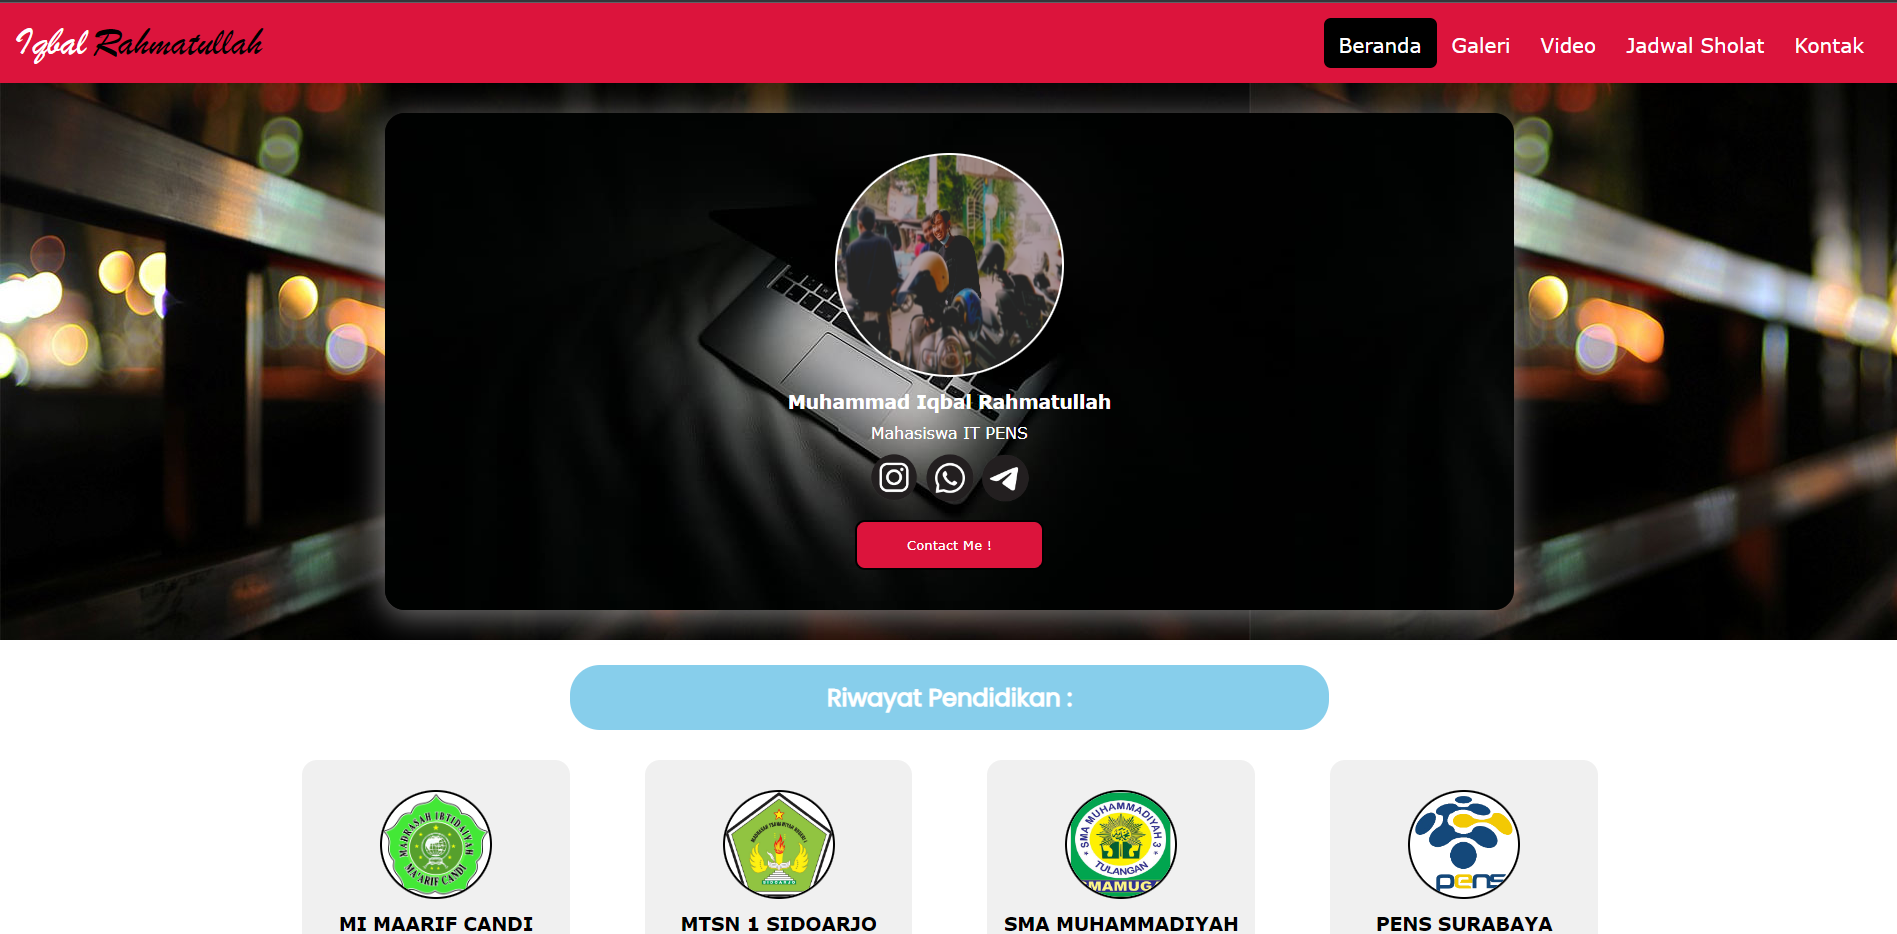 Iqbal Rahmatullah
Beranda
Galeri
Video
Jadwal Sholat
Kontak
Muhammad Iqbal Rahmatullah
Mahasiswa IT PENS
Contact Me !
Riwayat Pendidikan :
MADRASAH IBTIDAIYAH
MA'ARIF CANDI
MI MAARIF CANDI
SIDOARJO
MTSN 1 SIDOARJO
SMA MUHAMMADIYAH 3
TULANGAN
MAMUG
SMA MUHAMMADIYAH
pens
PENS SURABAYA